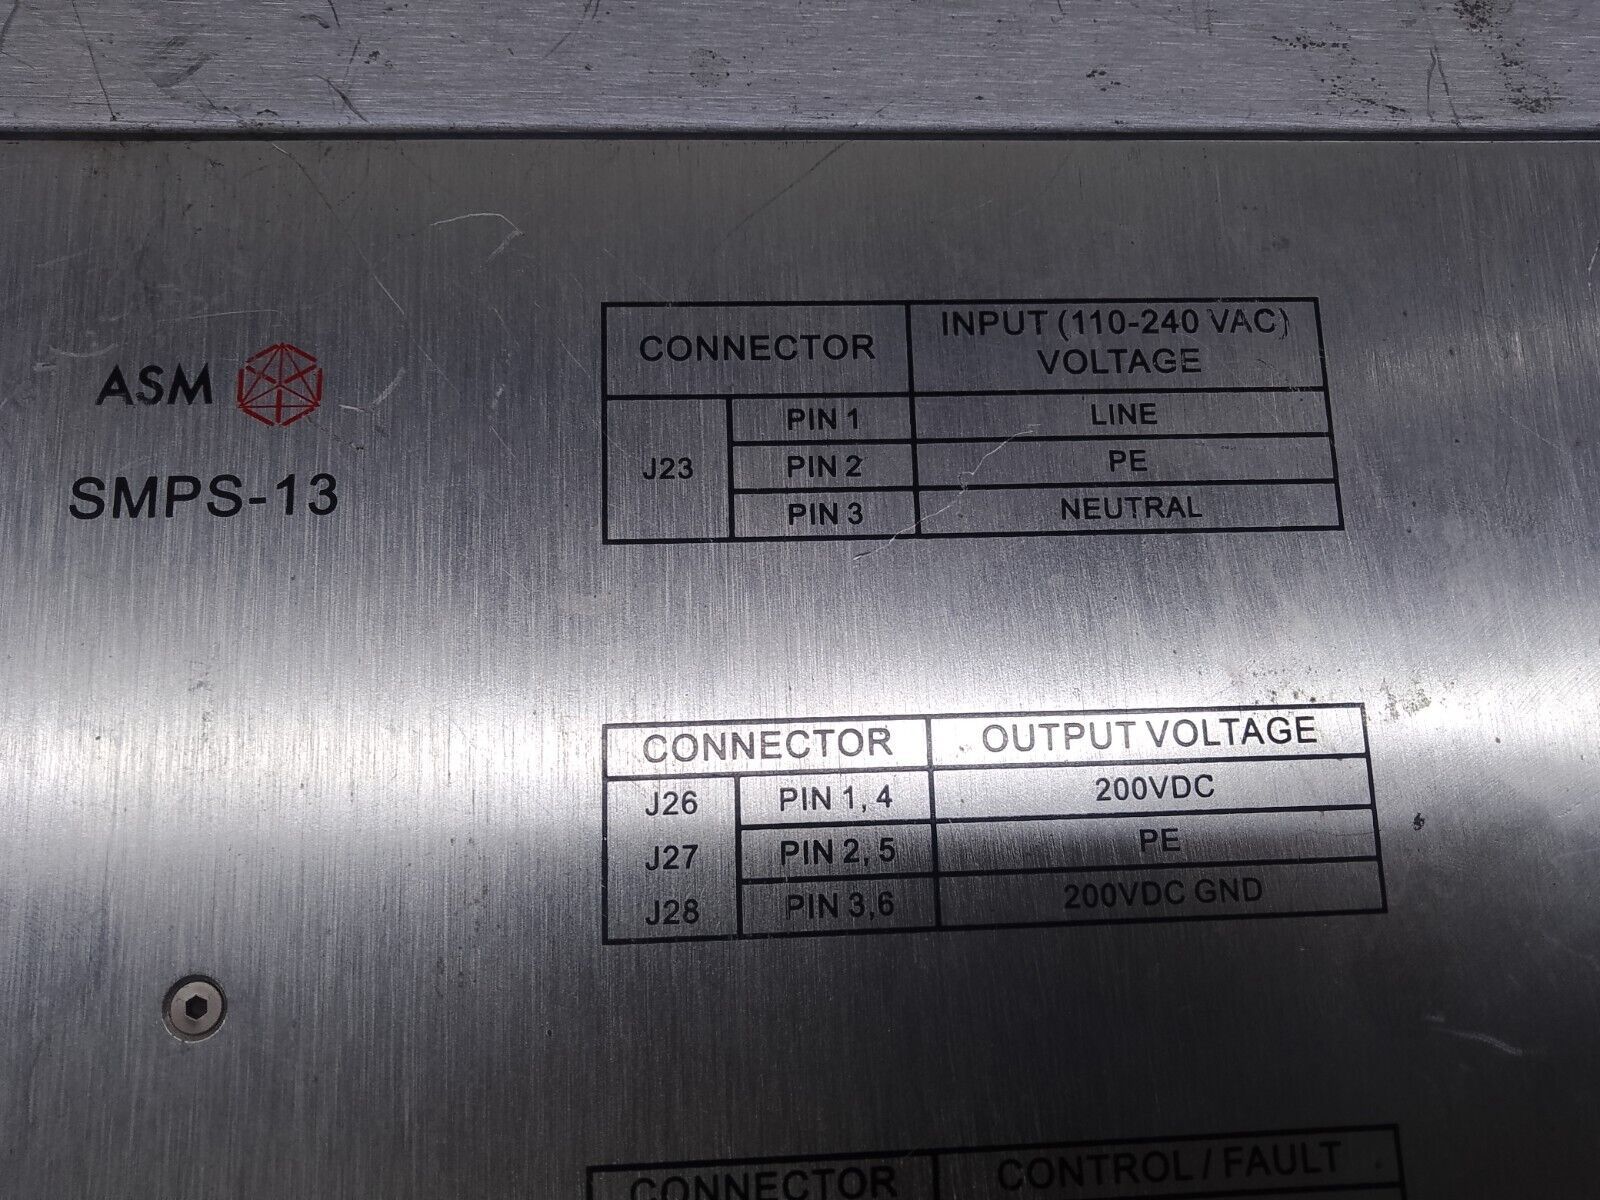 ASM
SMPS-13
CONNECTOR
INPUT (110-240 VAC)
VOLTAGE
J23
PIN 1
LINE
PIN 2
PE
PIN 3
NEUTRAL
CONNECTOR
OUTPUT VOLTAGE
J26
PIN 1, 4
200VDC
J27
PIN 2, 5
PE
J28
PIN 3,6
200VDC GND
CONNECTOR
CONTROL / FAULT